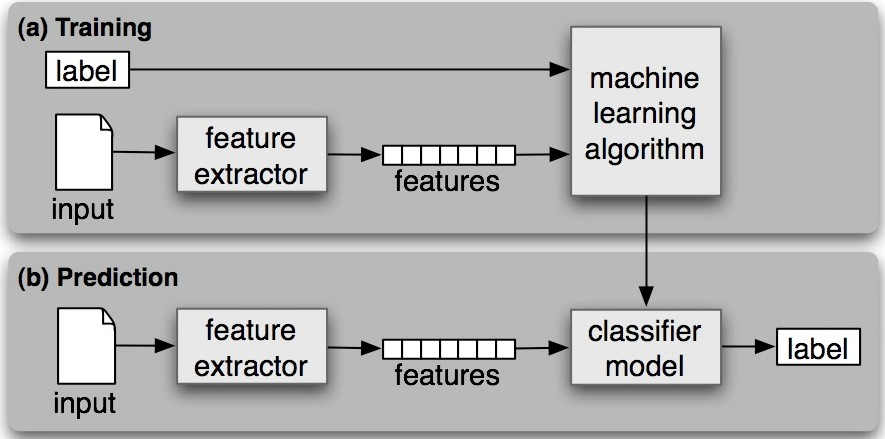 (a) Training
label
machine
learning
algorithm
feature
extractor
features
input
(b) Prediction
feature
extractor
features
input
classifier
model
label